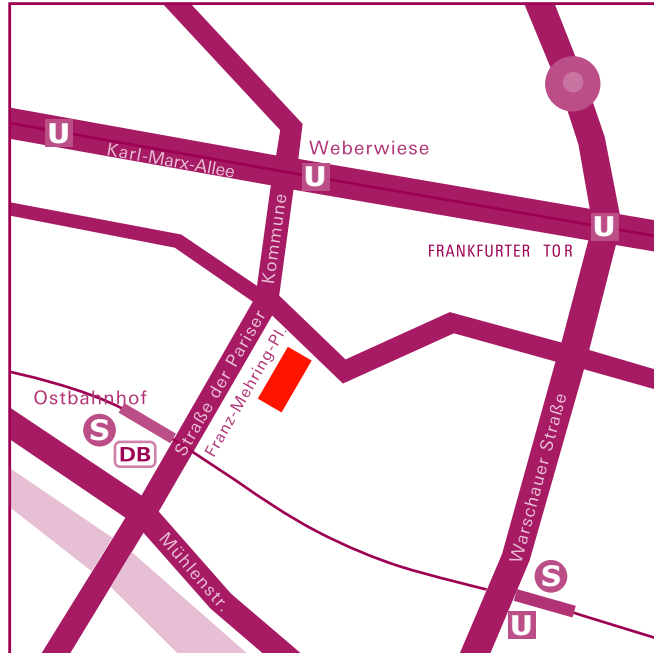 U
Karl-Marx-Allee
Weberwiese
U
U
FRANKFURTER TOR
Straße der Pariser Kommune
Franz-Mehring-Pl.
Ostbahnhof
S
DB
Warschauer Straße
Mühlenstr.
S
U